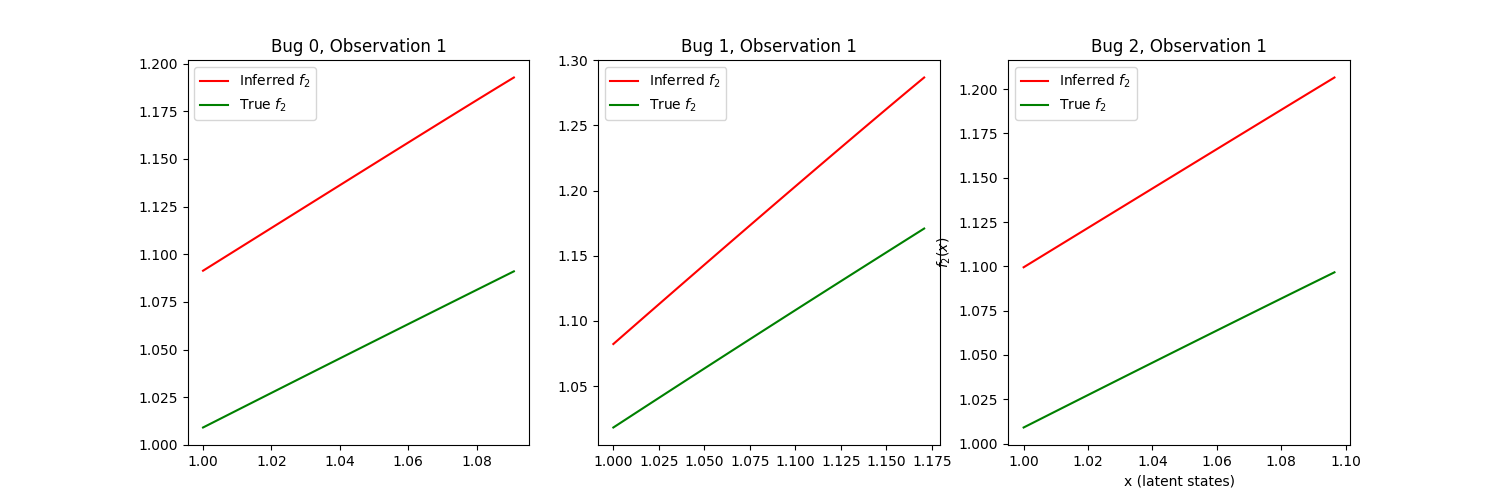 Bug 0, Observation 1
Inferred f₂
True f₂
1.200
1.175
1.150
1.125
1.100
1.075
1.050
1.025
1.000
1.00 1.02 1.04 1.06 1.08
Bug 1, Observation 1
Inferred f₂
True f₂
1.30
1.25
1.20
1.15
1.10
1.05
1.000 1.025 1.050 1.075 1.100 1.125 1.150 1.175
Bug 2, Observation 1
Inferred f₂
True f₂
f₂(x)
1.200
1.175
1.150
1.125
1.100
1.075
1.050
1.025
1.000
1.00 1.02 1.04 1.06 1.08 1.10
x (latent states)